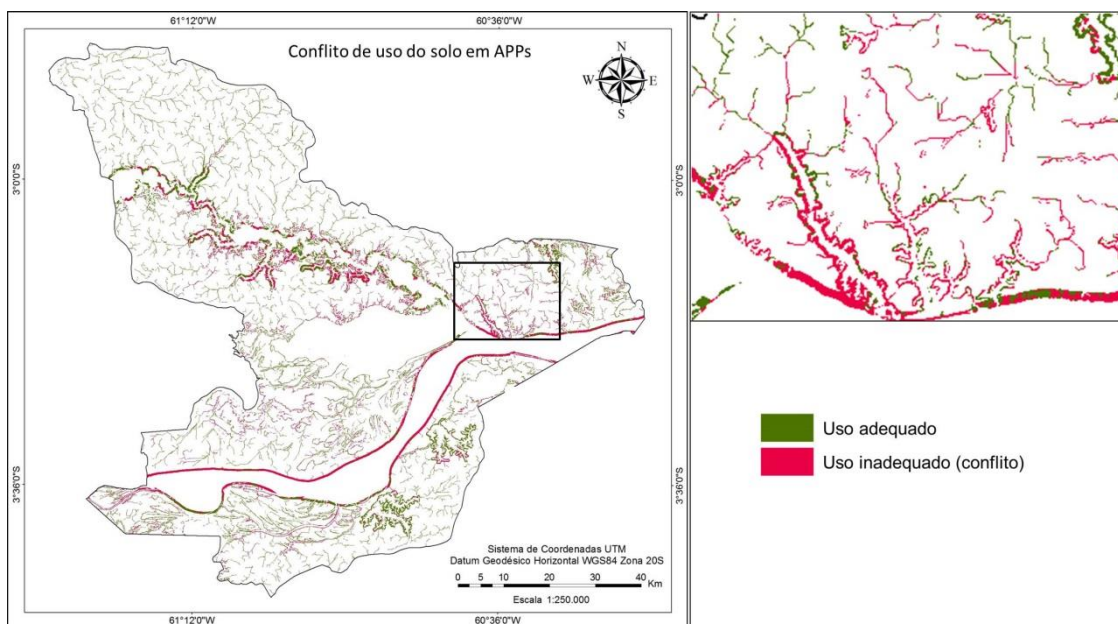 61°12'0"W
60°36'0"W
Conflito de uso do solo em APPs
N
W
E
S
3°0'0"S
3°0'0"S
3°36'0"S
3°36'0"S
Uso adequado
Uso inadequado (conflito)
Sistema de Coordenadas UTM
Datum Geodésico Horizontal WGS84 Zona 20S
0 5 10 20 30 40
Km
Escala 1:250.000
61°12'0"W
60°36'0"W